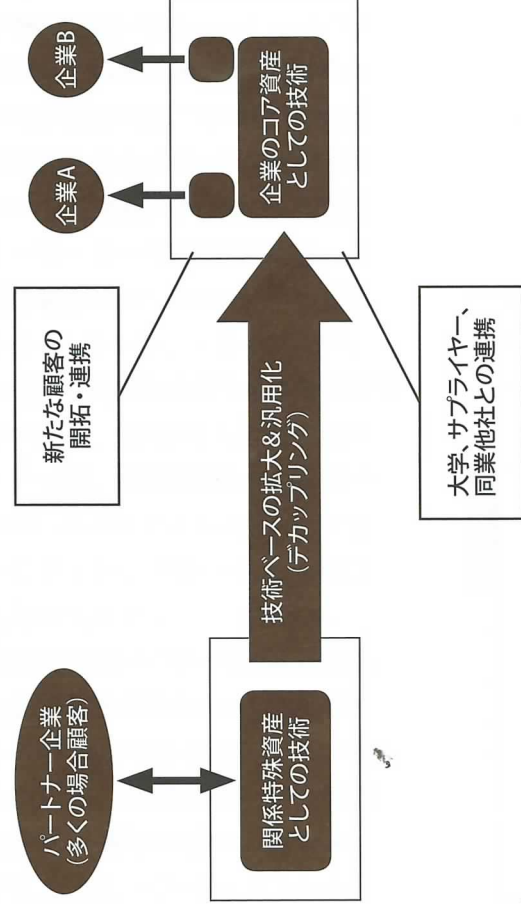 パートナー企業
(多くの場合顧客)
関係特殊資産
としての技術
技術ベースの拡大&汎用化
(デカップリング)
新たな顧客の
開拓・連携
大学、サプライヤー、
同業他社との連携
企業A
企業B
企業のコア資産
としての技術